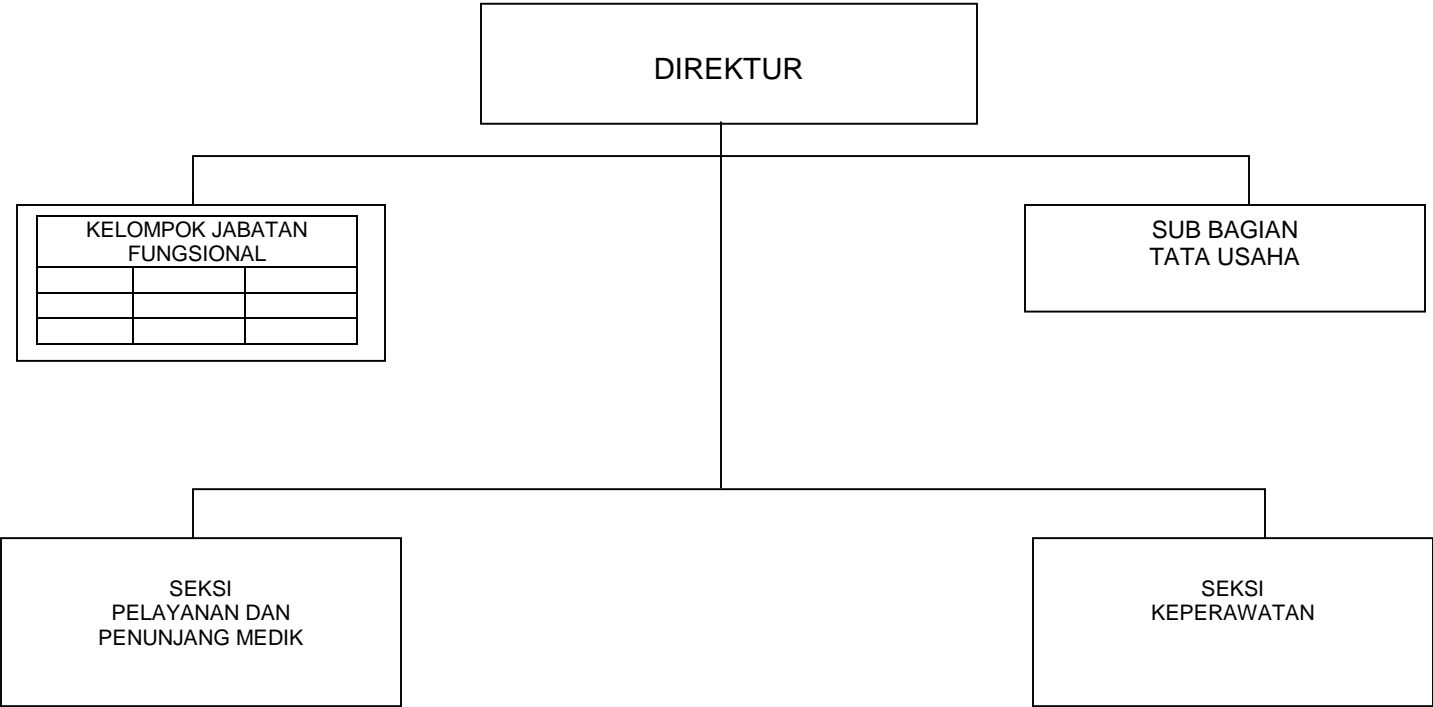 DIREKTUR
KELOMPOK JABATAN
FUNGSIONAL
SUB BAGIAN
TATA USAHA
SEKSI
PELAYANAN DAN
PENUNJANG MEDIK
SEKSI
KEPERAWATAN